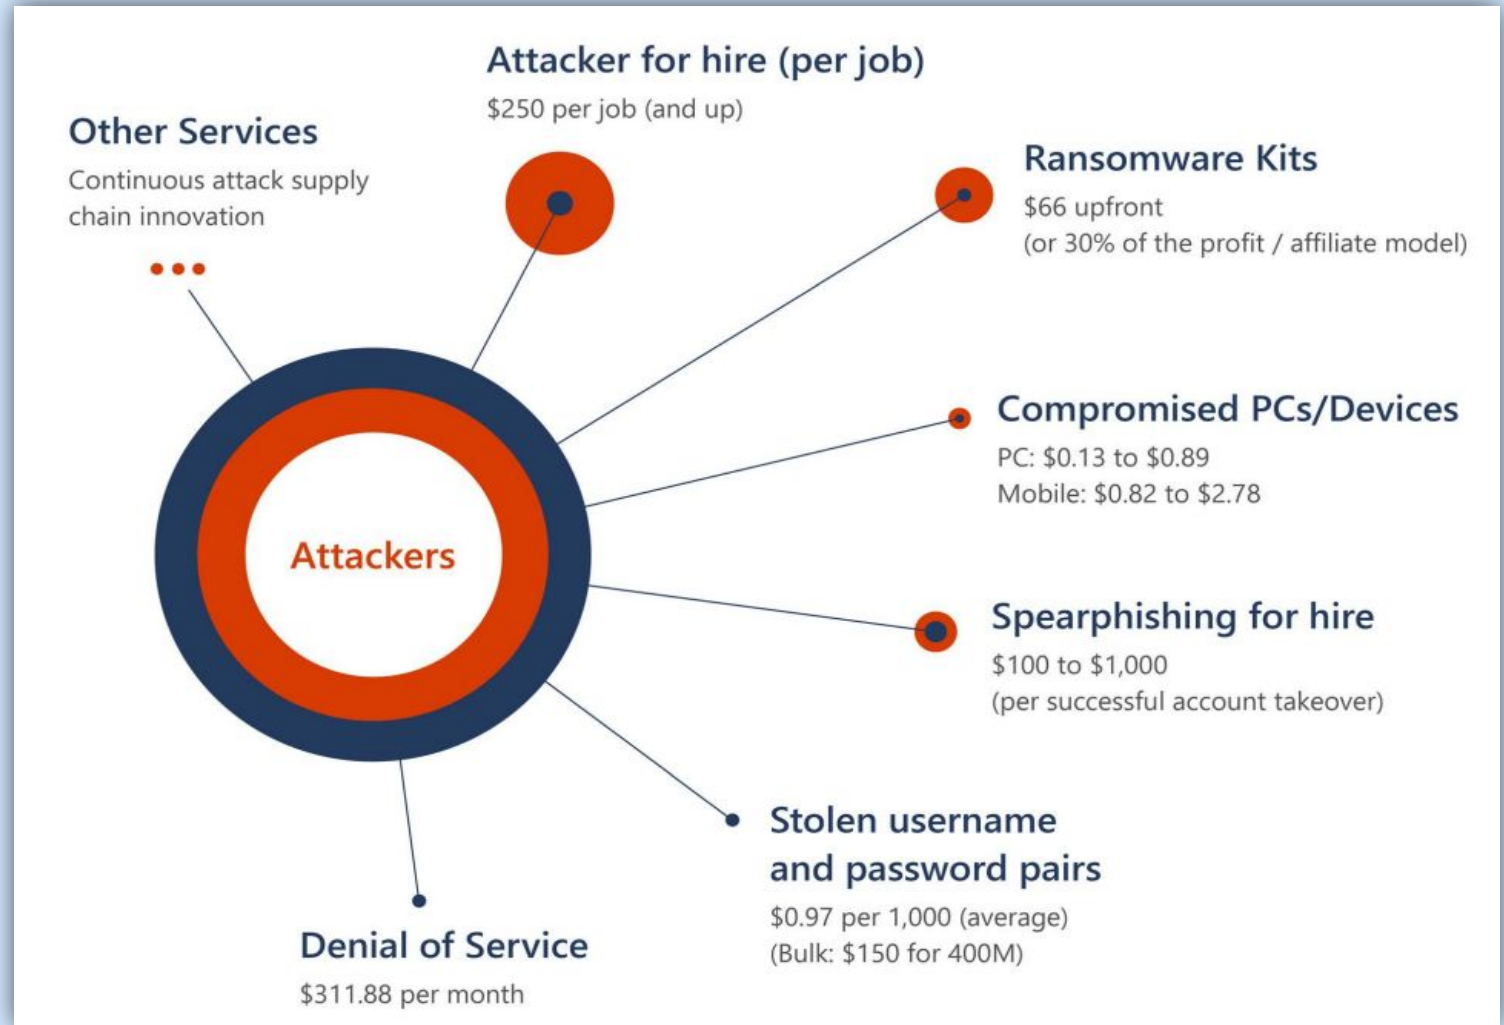 Attacker for hire (per job)
$250 per job (and up)
Other Services
Continuous attack supply
chain innovation
Ransomware Kits
$66 upfront
(or 30% of the profit / affiliate model)
Compromised PCs/Devices
PC: $0.13 to $0.89
Mobile: $0.82 to $2.78
Attackers
Spearphishing for hire
$100 to $1,000
(per successful account takeover)
Stolen username
and password pairs
$0.97 per 1,000 (average)
(Bulk: $150 for 400M)
Denial of Service
$311.88 per month